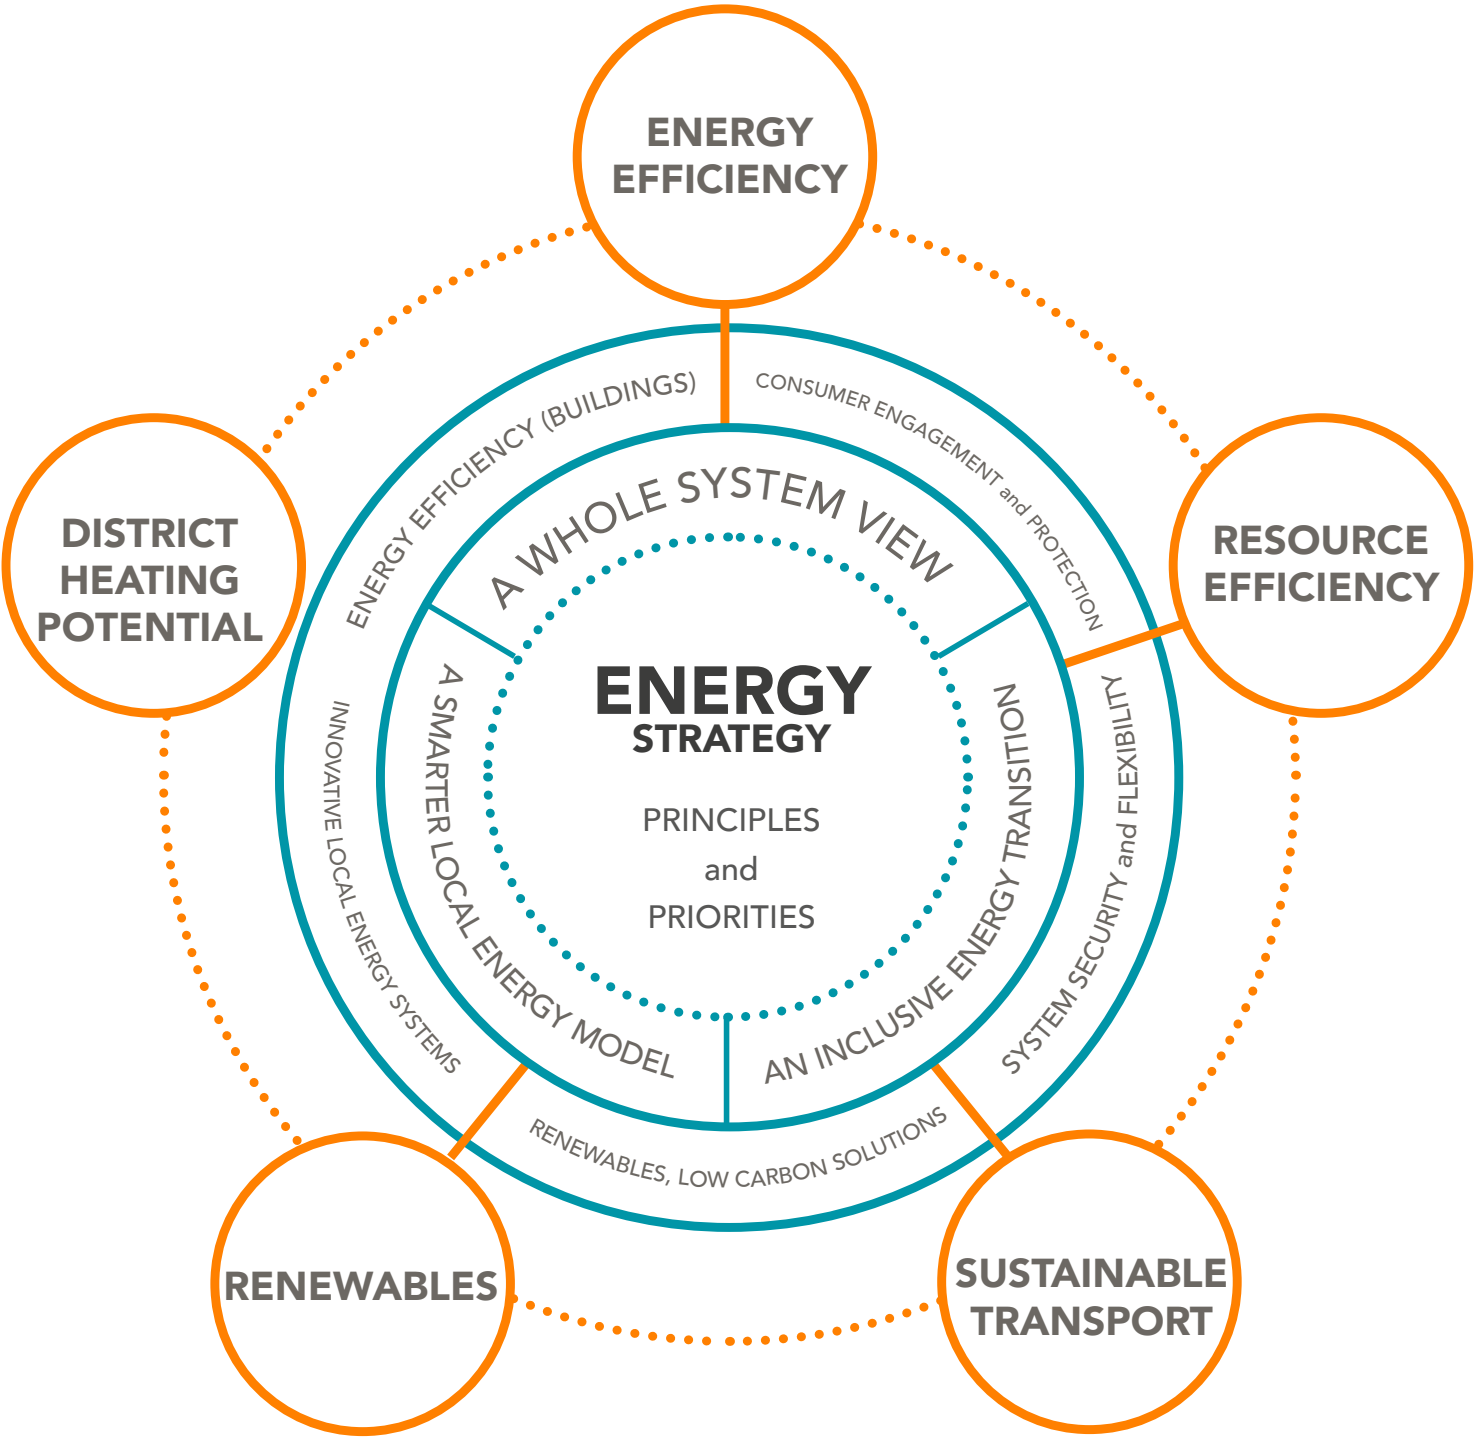 ENERGY
EFFICIENCY
DISTRICT
HEATING
POTENTIAL
RESOURCE
EFFICIENCY
ENERGY EFFICIENCY (BUILDINGS)
CONSUMER ENGAGEMENT and PROTECTION
A WHOLE SYSTEM VIEW
ENERGY
STRATEGY
PRINCIPLES
and
PRIORITIES
A SMARTER LOCAL ENERGY MODEL
AN INCLUSIVE ENERGY TRANSITION
INNOVATIVE LOCAL ENERGY SYSTEMS
SYSTEM SECURITY and FLEXIBILITY
RENEWABLES, LOW CARBON SOLUTIONS
RENEWABLES
SUSTAINABLE
TRANSPORT